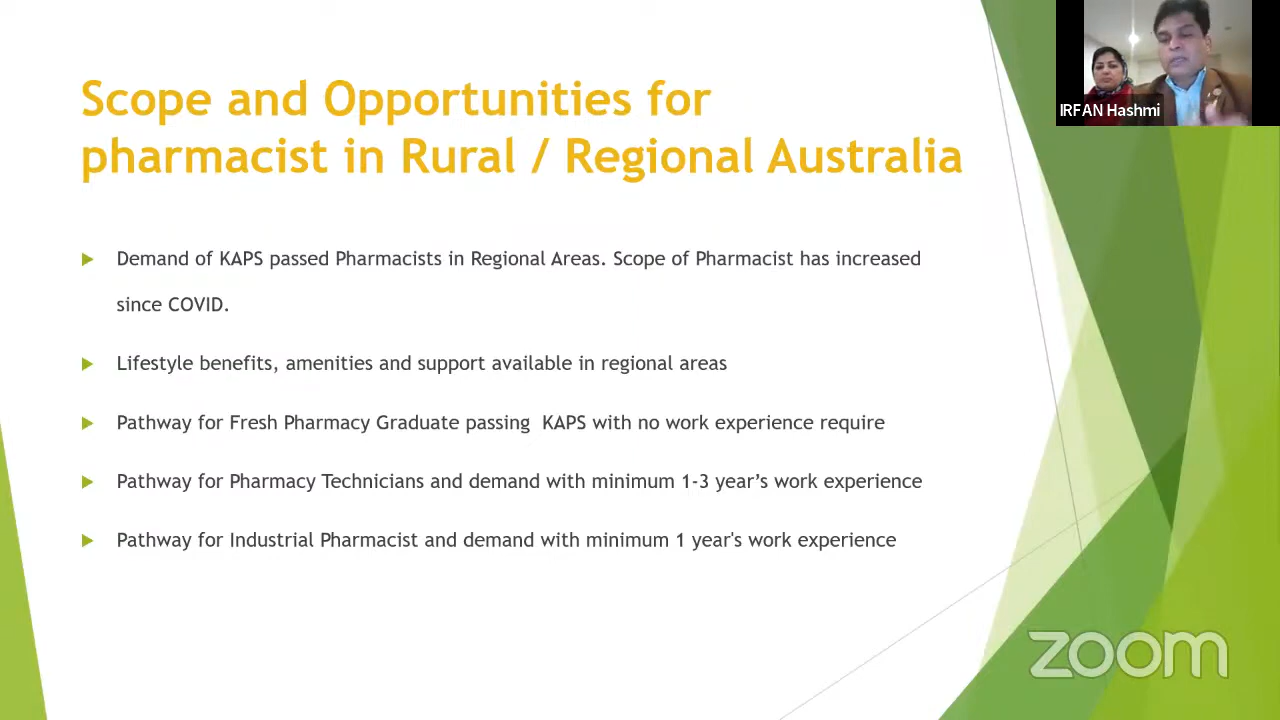 Scope and Opportunities for
pharmacist in Rural / Regional Australia
Demand of KAPS passed Pharmacists in Regional Areas. Scope of Pharmacist has increased
since COVID.
Lifestyle benefits, amenities and support available in regional areas
Pathway for Fresh Pharmacy Graduate passing  KAPS with no work experience require
Pathway for Pharmacy Technicians and demand with minimum 1-3 year’s work experience
Pathway for Industrial Pharmacist and demand with minimum 1 year's work experience
IRFAN Hashmi
zoom